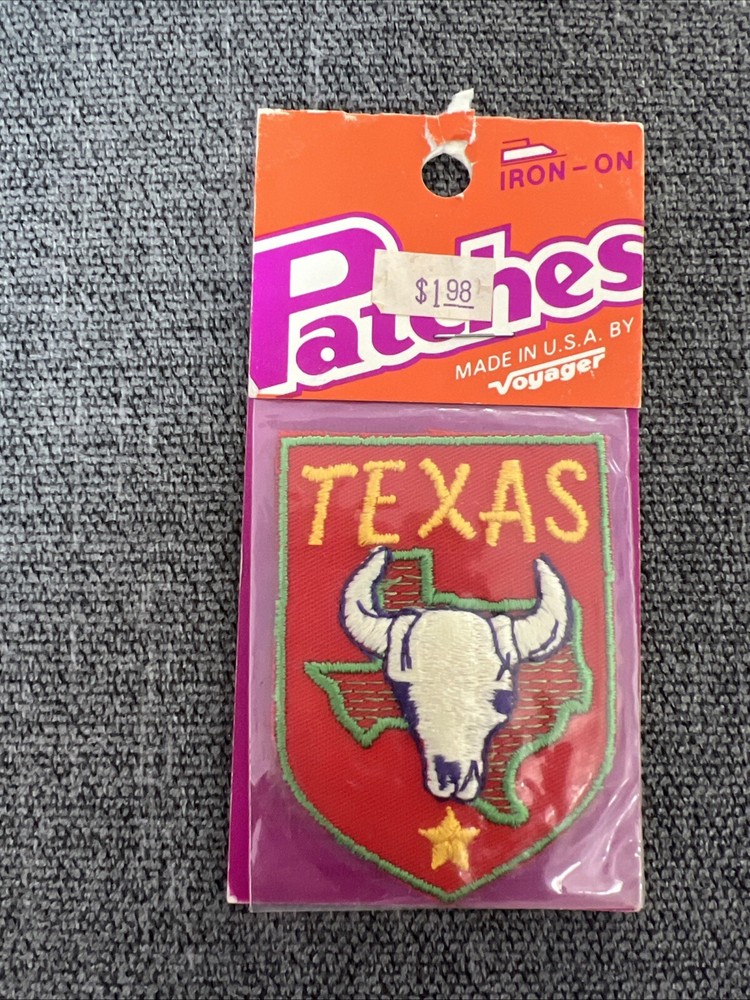 IRON-ON
Patches
$1.98
MADE IN U.S.A. BY
Voyager
TEXAS